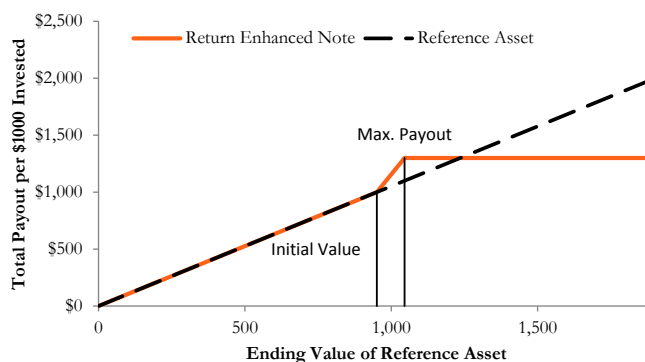 $2,500
Return Enhanced Note
Reference Asset
$2,000
$1,500
Max. Payout
$1,000
Initial Value
$500
$0
0
500
1,000
1,500
Total Payout per $1000 Invested
Ending Value of Reference Asset